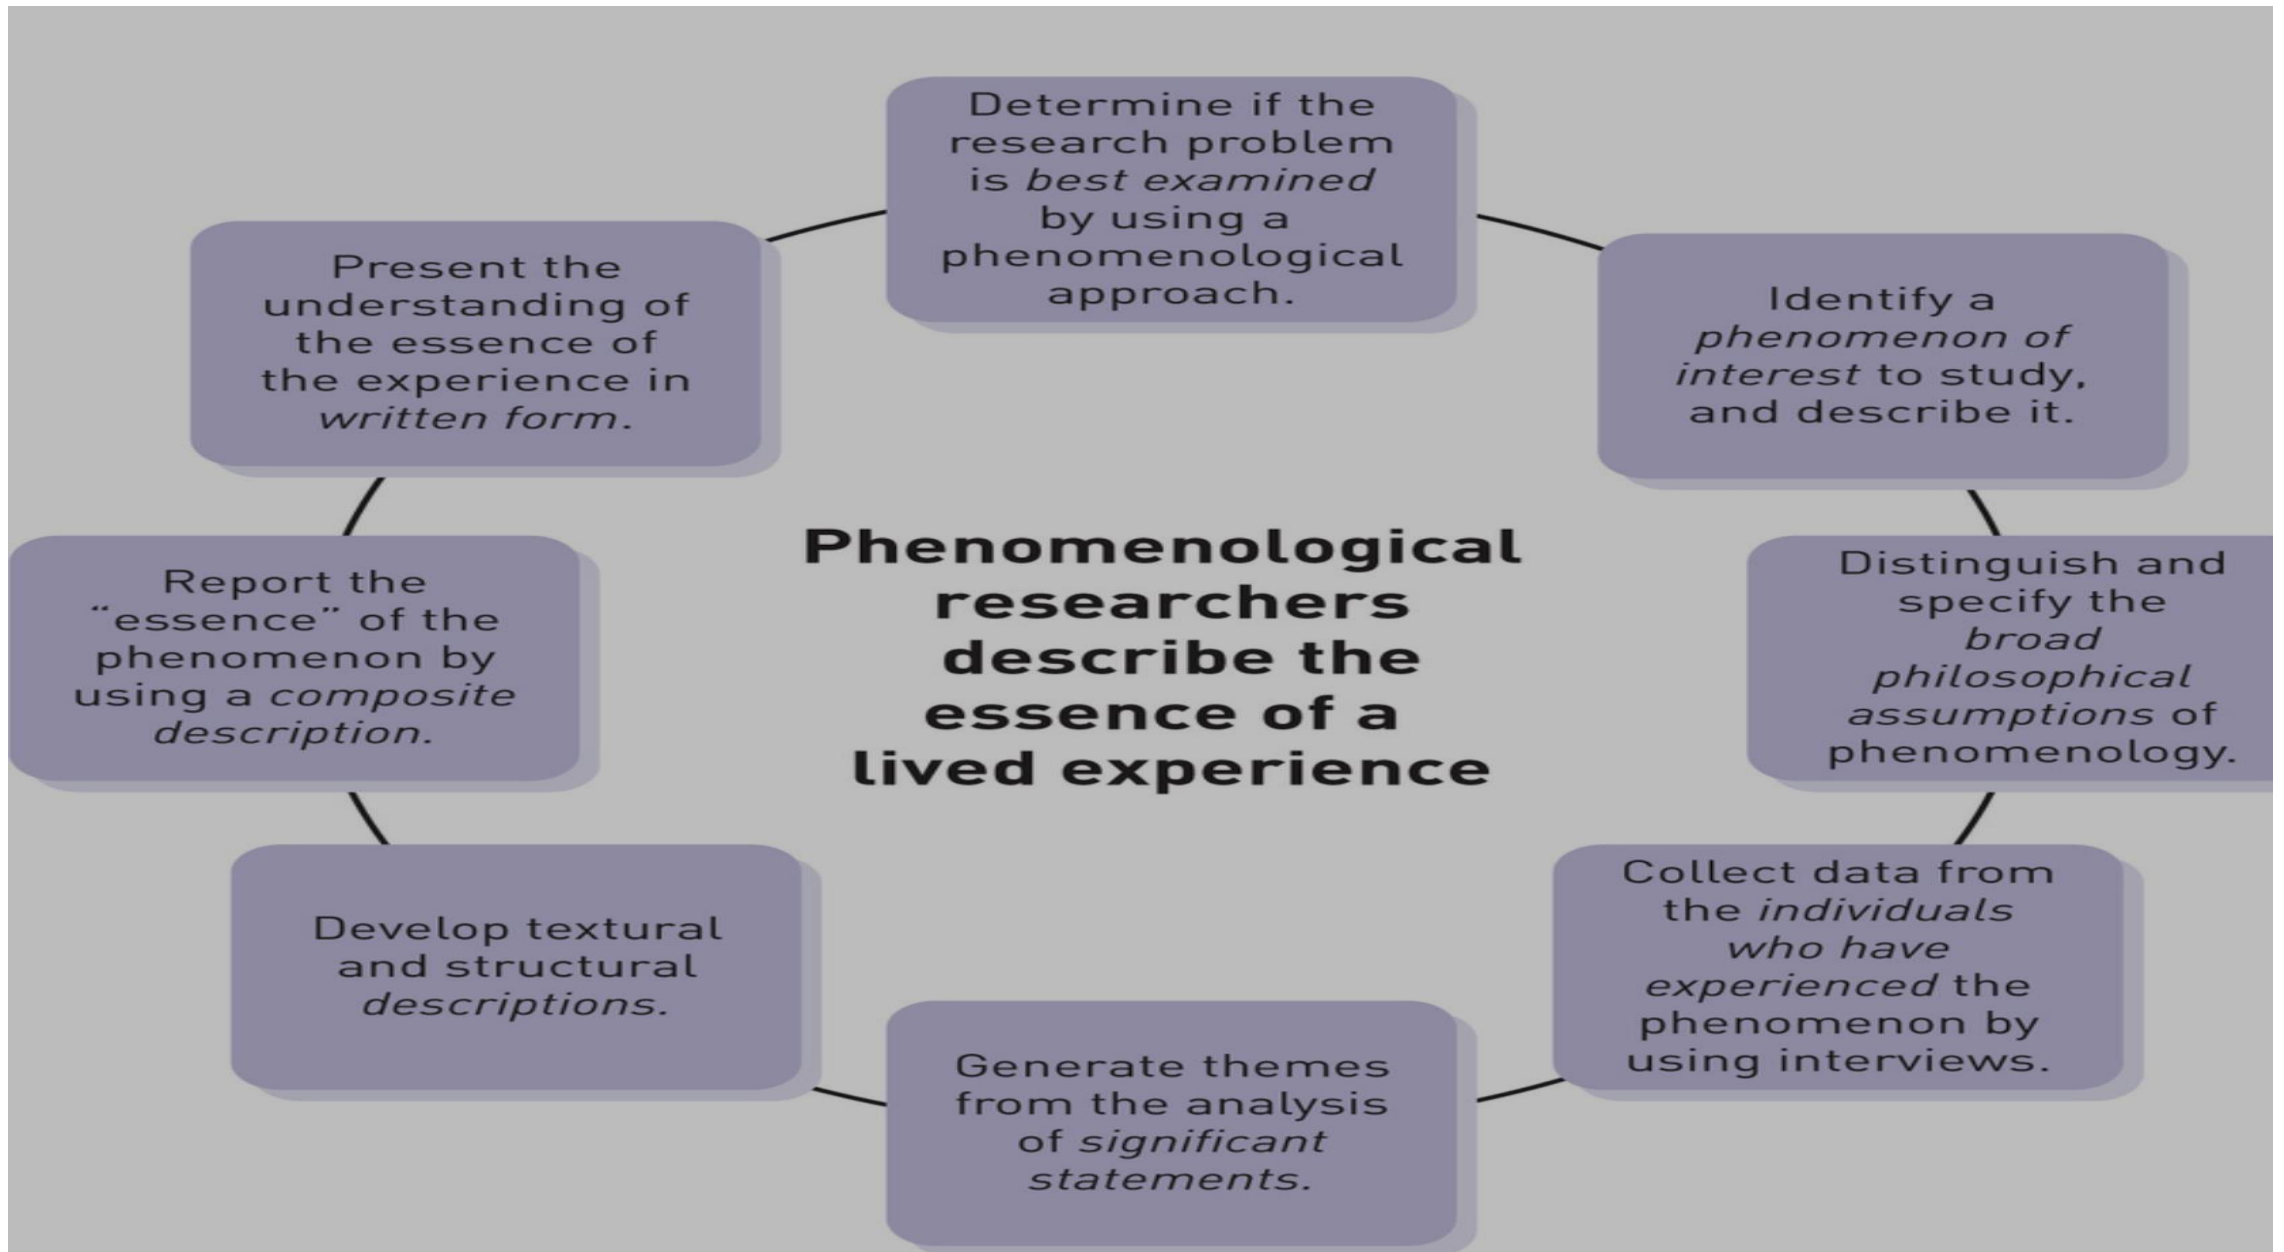 Determine if the
research problem
is best examined
by using a
phenomenological
approach.
Identify a
phenomenon of
interest to study,
and describe it.
Distinguish and
specify the
broad
philosophical
assumptions of
phenomenology.
Collect data from
the individuals
who have
experienced the
phenomenon by
using interviews.
Generate themes
from the analysis
of significant
statements.
Develop textural
and structural
descriptions.
Report the
“essence” of the
phenomenon by
using a composite
description.
Present the
understanding of
the essence of
the experience in
written form.
Phenomenological
researchers
describe the
essence of a
lived experience